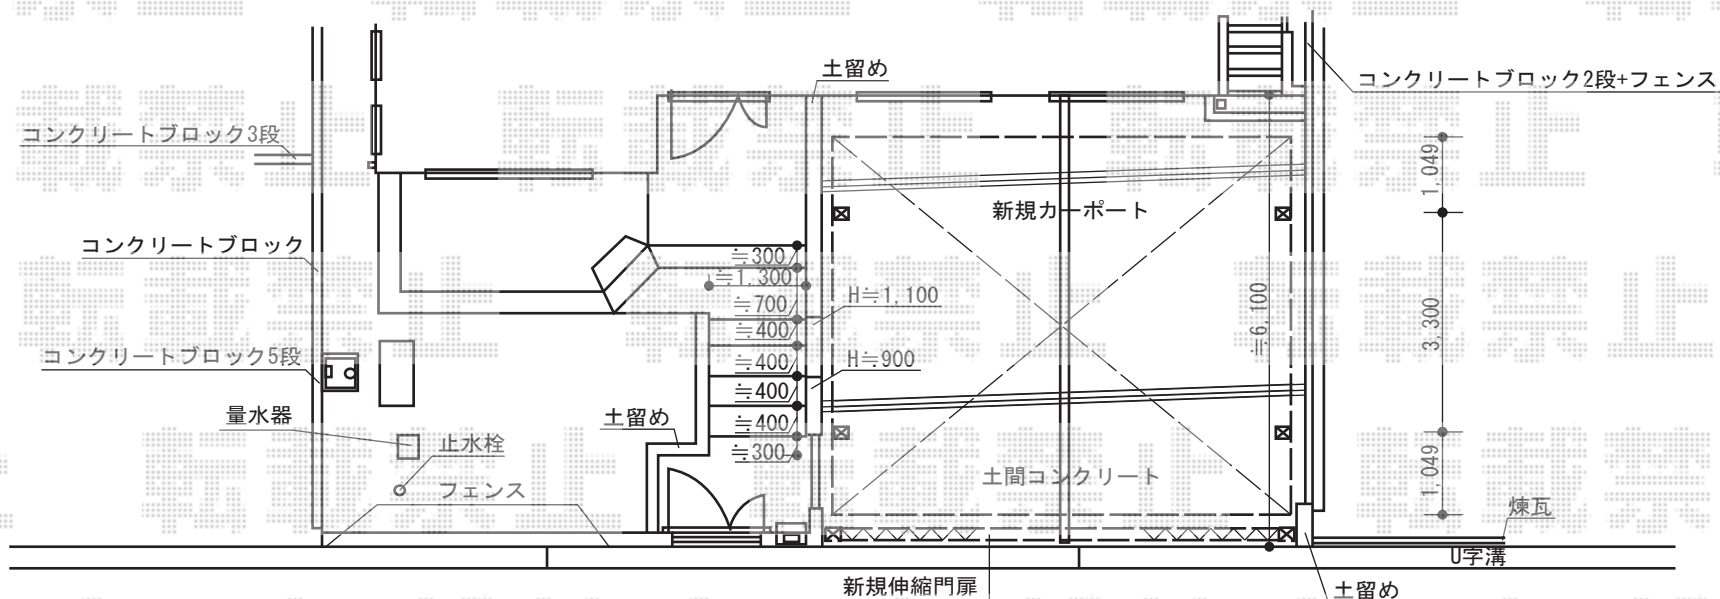 土留め
コンクリートブロック2段+フェンス
コンクリートブロック3段
1,049
新規カーポート
コンクリートブロック
≒300
≒1,300
H≒1,100
≒700
≒6,100
3,300
≒400
コンクリートブロック5段
H≒900
≒400
≒400
量水器
土留め
≒400
止水栓
≒300
1,049
土間コンクリート
フェンス
煉瓦
U字溝
新規伸縮門扉
土留め